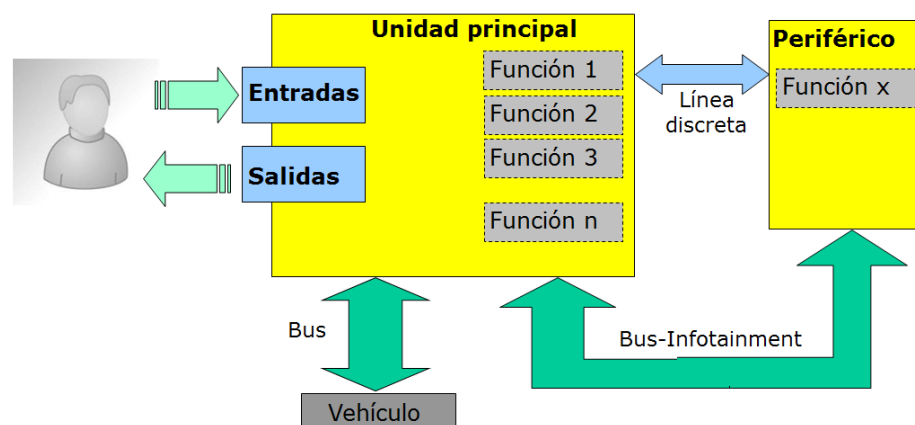 Unidad principal
Periférico
Entradas
Salidas
Función 1
Función 2
Función 3
Función n
Línea
discreta
Función x
Bus
Bus-Infotainment
Vehículo